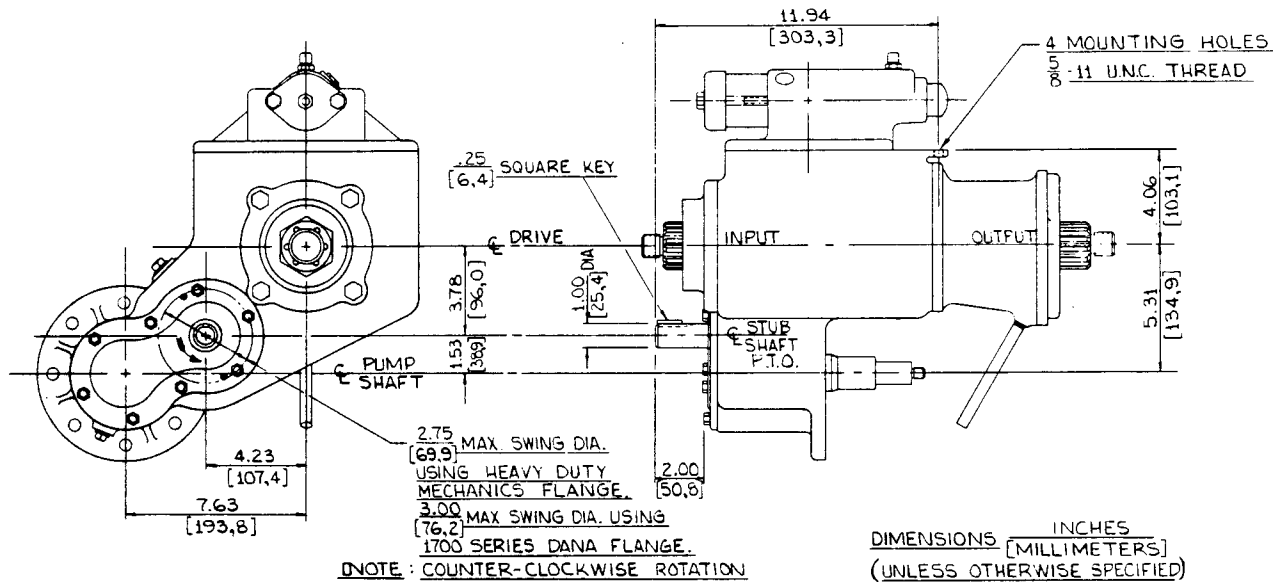 11.94
[303,3]
4 MOUNTING HOLES
5/8-11 U.N.C. THREAD
.25
[6,4]
SQUARE KEY
4.06
[103,1]
℄ DRIVE
INPUT
OUTPUT
3.78
[96,0]
1.00 DIA
[25,4]
5.31
[134,9]
1.53
[38,9]
℄ STUB
SHAFT
P.T.O.
℄ PUMP
SHAFT
2.75
[69,9]
MAX. SWING DIA.
USING HEAVY DUTY
MECHANICS FLANGE.
3.00
[76,2]
MAX SWING DIA. USING
1700 SERIES DANA FLANGE.
4.23
[107,4]
7.63
[193,8]
2.00
[50,8]
NOTE: COUNTER-CLOCKWISE ROTATION
DIMENSIONS
INCHES
[MILLIMETERS]
(UNLESS OTHERWISE SPECIFIED)